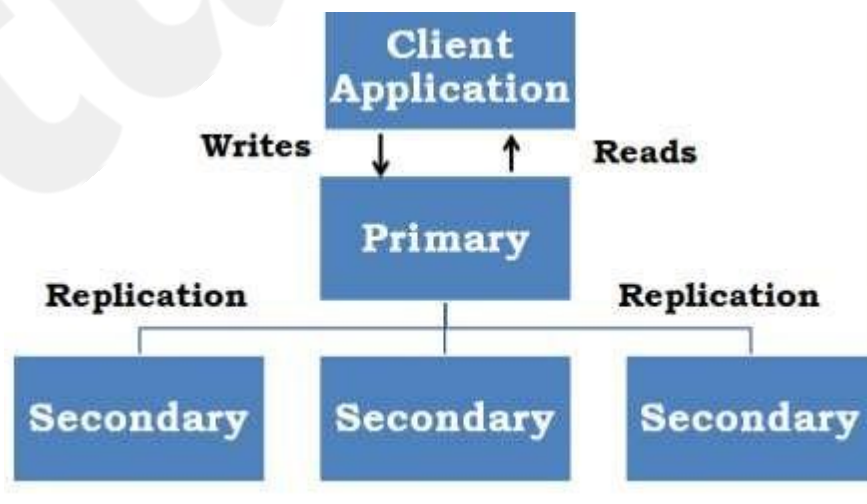 Client
Application
Writes
Reads
Primary
Replication
Replication
Secondary
Secondary
Secondary